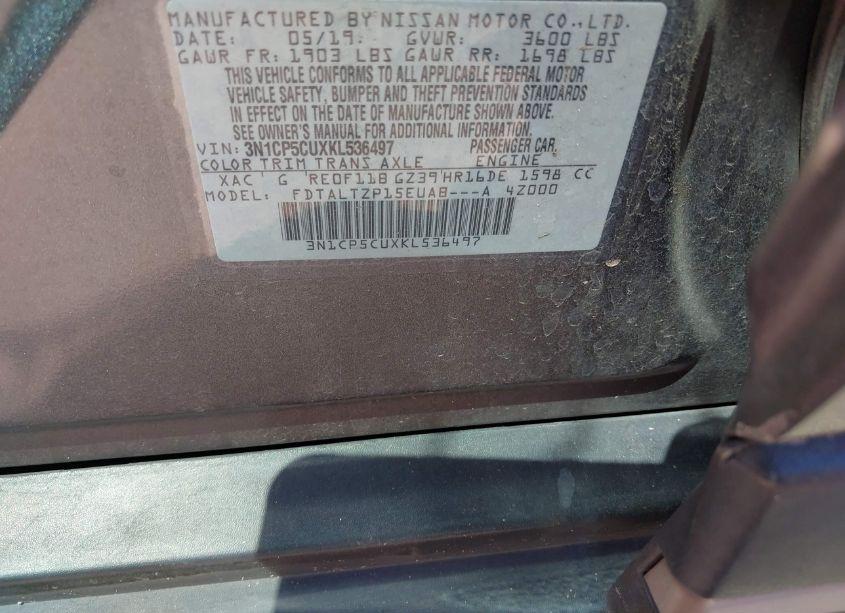 MANUFACTURED BY NISSAN MOTOR CO.,LTD.
DATE: 05/19. GVWR: 3600 LBS
GAWR FR: 1903 LBS GAWR RR: 1698 LBS
THIS VEHICLE CONFORMS TO ALL APPLICABLE FEDERAL MOTOR
VEHICLE SAFETY, BUMPER AND THEFT PREVENTION STANDARDS
IN EFFECT ON THE DATE OF MANUFACTURE SHOWN ABOVE.
SEE OWNER'S MANUAL FOR ADDITIONAL INFORMATION.
VIN: 3N1CP5CUXKL536497 PASSENGER CAR.
COLOR TRIM TRANS AXLE ENGINE
XAC ' G 'RE0F11B GZ39'HR16DE 1598 CC
MODEL: FDTALTZP15EUAB---A 4Z000
3N1CP5CUXKL536497